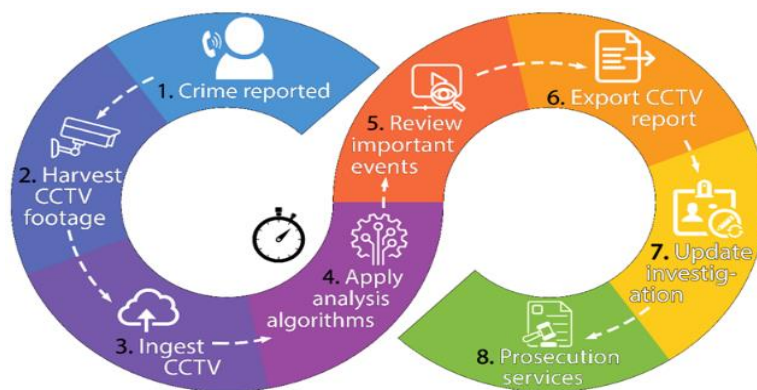 1. Crime reported
2. Harvest
CCTV
footage
3. Ingest
CCTV
4. Apply
analysis
algorithms
5. Review
important
events
6. Export CCTV
report
7. Update
investig-
ation
8. Prosecution
services